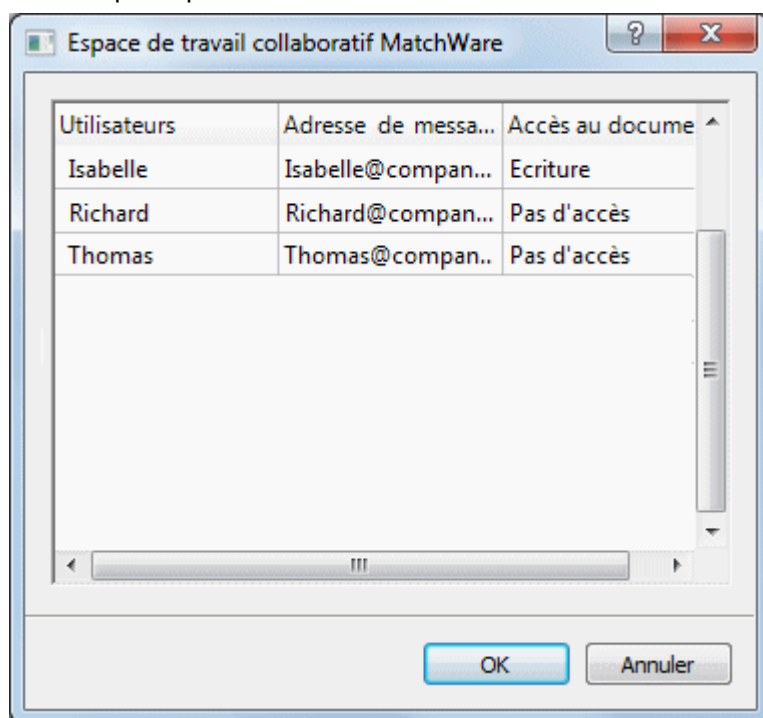 Espace de travail collaboratif MatchWare
Utilisateurs Adresse de messa... Accès au docume
Isabelle Isabelle@compan... Ecriture
Richard Richard@compan... Pas d'accès
Thomas Thomas@compan.. Pas d'accès
OK Annuler